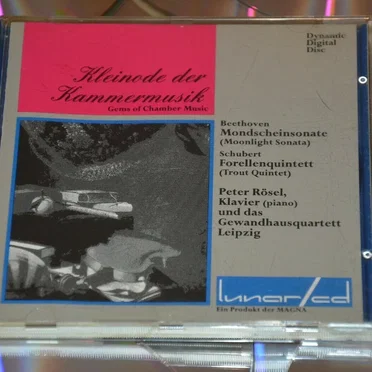 Kleinode der
Kammermusik
Gems of Chamber Music
Dynamic
Digital
Disc
Beethoven
Mondscheinsonate
(Moonlight Sonata)
Schubert
Forellenquintett
(Trout Quintet)
Peter Rösel,
Klavier (piano)
und das
Gewandhausquartett
Leipzig
lunar/cd
Ein Produkt der MAGNA